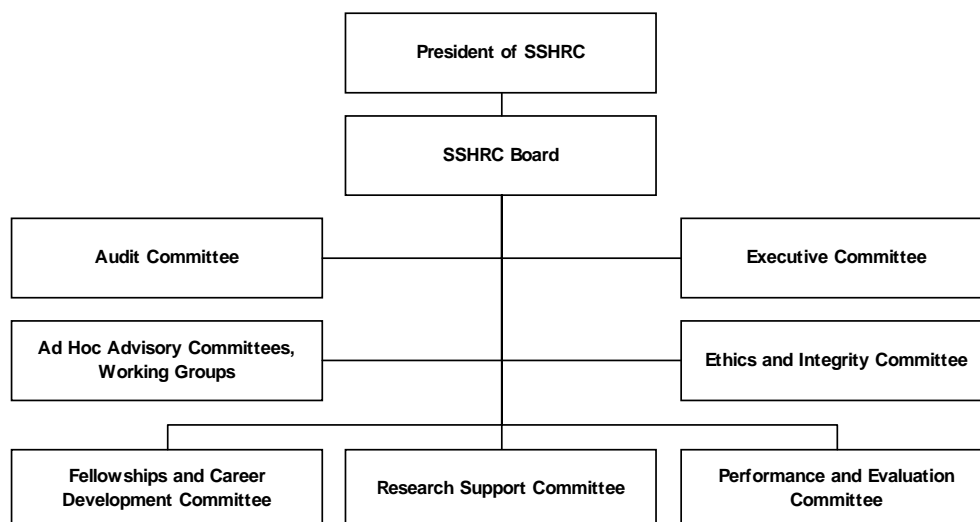 President of SSHRC
SSHRC Board
Audit Committee
Executive Committee
Ad Hoc Advisory Committees,
Working Groups
Ethics and Integrity Committee
Fellowships and Career
Development Committee
Research Support Committee
Performance and Evaluation
Committee